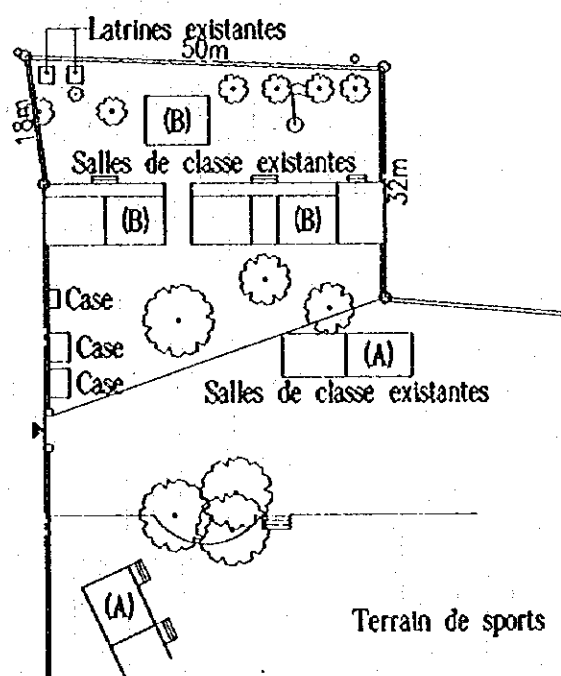 Latrines existantes
50m
18m
(B)
Salles de classe existantes
32m
(B)
(B)
Case
Case
Case
(A)
Salles de classe existantes
(A)
Terrain de sports